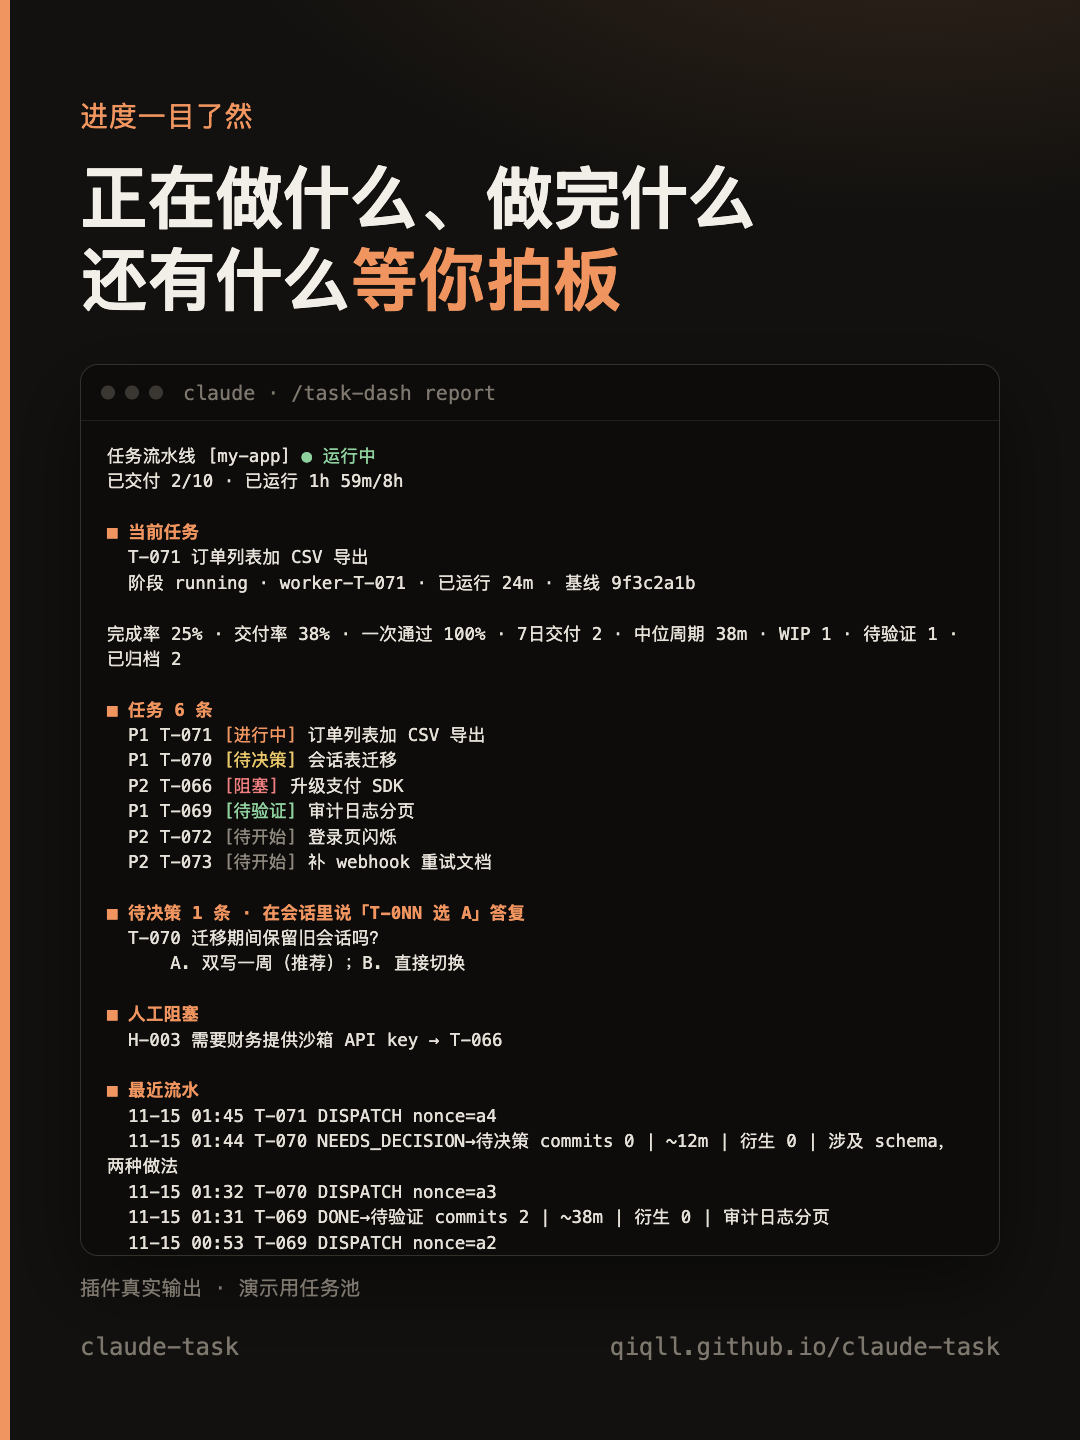 进度一目了然
正在做什么、做完什么
还有什么等你拍板
claude · /task-dash report
任务流水线 [my-app] ● 运行中
已交付 2/10 · 已运行 1h 59m/8h
■ 当前任务
T-071 订单列表加 CSV 导出
阶段 running · worker-T-071 · 已运行 24m · 基线 9f3c2a1b
完成率 25% · 交付率 38% · 一次通过 100% · 7日交付 2 · 中位周期 38m · WIP 1 · 待验证 1 ·
已归档 2
■ 任务 6 条
P1 T-071 [进行中] 订单列表加 CSV 导出
P1 T-070 [待决策] 会话表迁移
P2 T-066 [阻塞] 升级支付 SDK
P1 T-069 [待验证] 审计日志分页
P2 T-072 [待开始] 登录页闪烁
P2 T-073 [待开始] 补 webhook 重试文档
■ 待决策 1 条 · 在会话里说「T-0NN 选 A」答复
T-070 迁移期间保留旧会话吗?
A. 双写一周（推荐）; B. 直接切换
■ 人工阻塞
H-003 需要财务提供沙箱 API key → T-066
■ 最近流水
11-15 01:45 T-071 DISPATCH nonce=a4
11-15 01:44 T-070 NEEDS_DECISION→待决策 commits 0 | ~12m | 衍生 0 | 涉及 schema,
两种做法
11-15 01:32 T-070 DISPATCH nonce=a3
11-15 01:31 T-069 DONE→待验证 commits 2 | ~38m | 衍生 0 | 审计日志分页
11-15 00:53 T-069 DISPATCH nonce=a2
插件真实输出 · 演示用任务池
claude-task
qiqll.github.io/claude-task